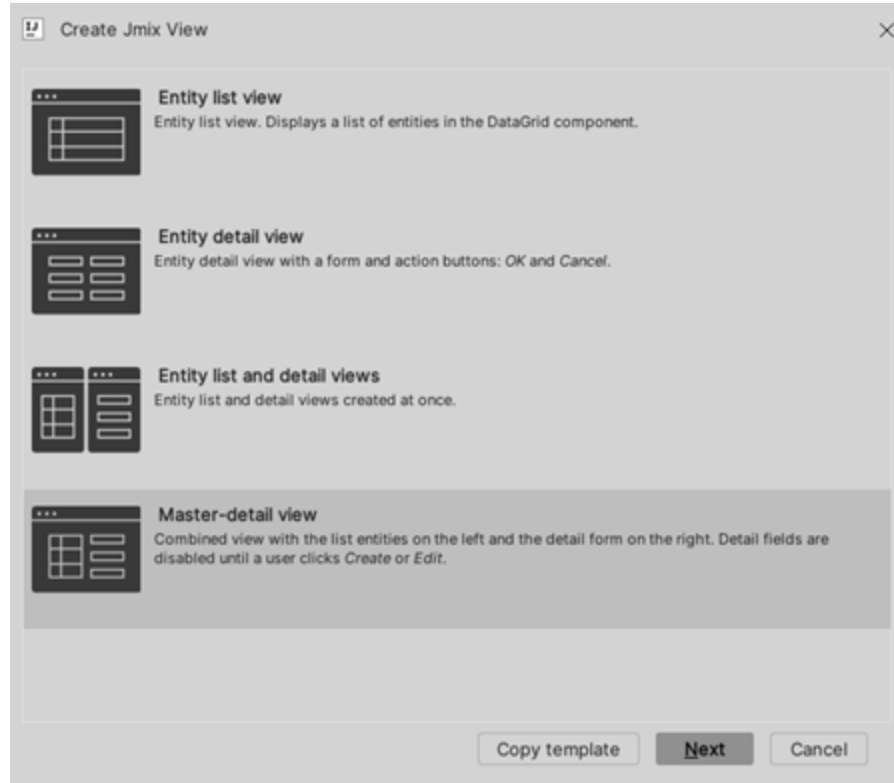 Create Jmix View
Entity list view
Entity list view. Displays a list of entities in the DataGrid component.
Entity detail view
Entity detail view with a form and action buttons: OK and Cancel.
Entity list and detail views
Entity list and detail views created at once.
Master-detail view
Combined view with the list entities on the left and the detail form on the right. Detail fields are
disabled until a user clicks Create or Edit.
Copy template
Next
Cancel